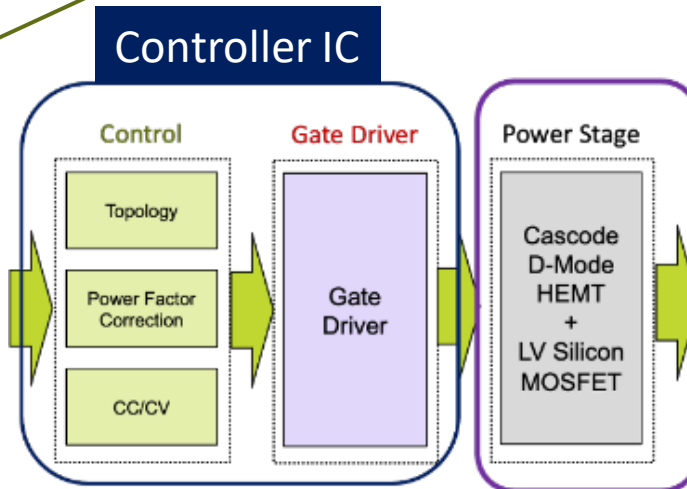 Controller IC
Control
Gate Driver
Power Stage
Topology
Power Factor
Correction
CC/CV
Gate
Driver
Cascode
D-Mode
HEMT
+
LV Silicon
MOSFET